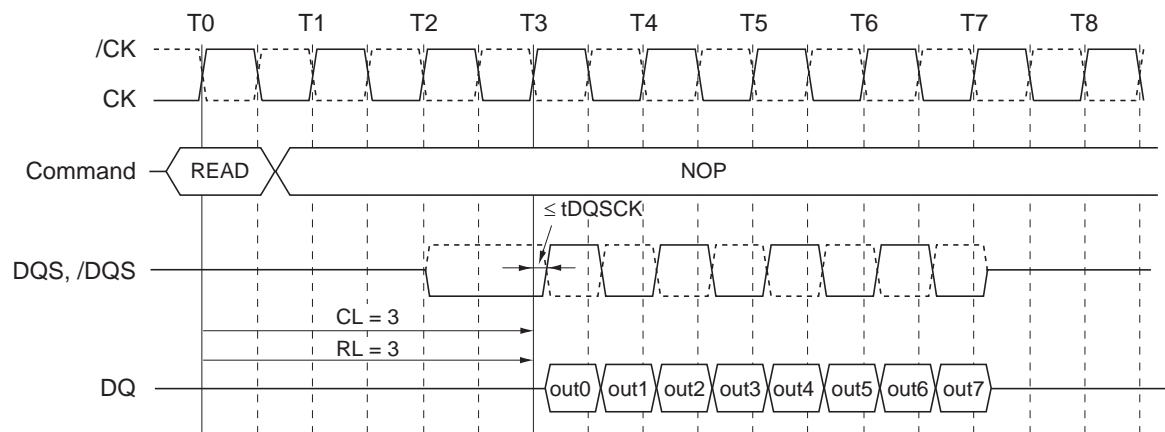 T0 T1 T2 T3 T4 T5 T6 T7 T8
/CK
CK
Command READ NOP
≤ tDQSCK
DQS, /DQS
CL = 3
RL = 3
DQ out0 out1 out2 out3 out4 out5 out6 out7